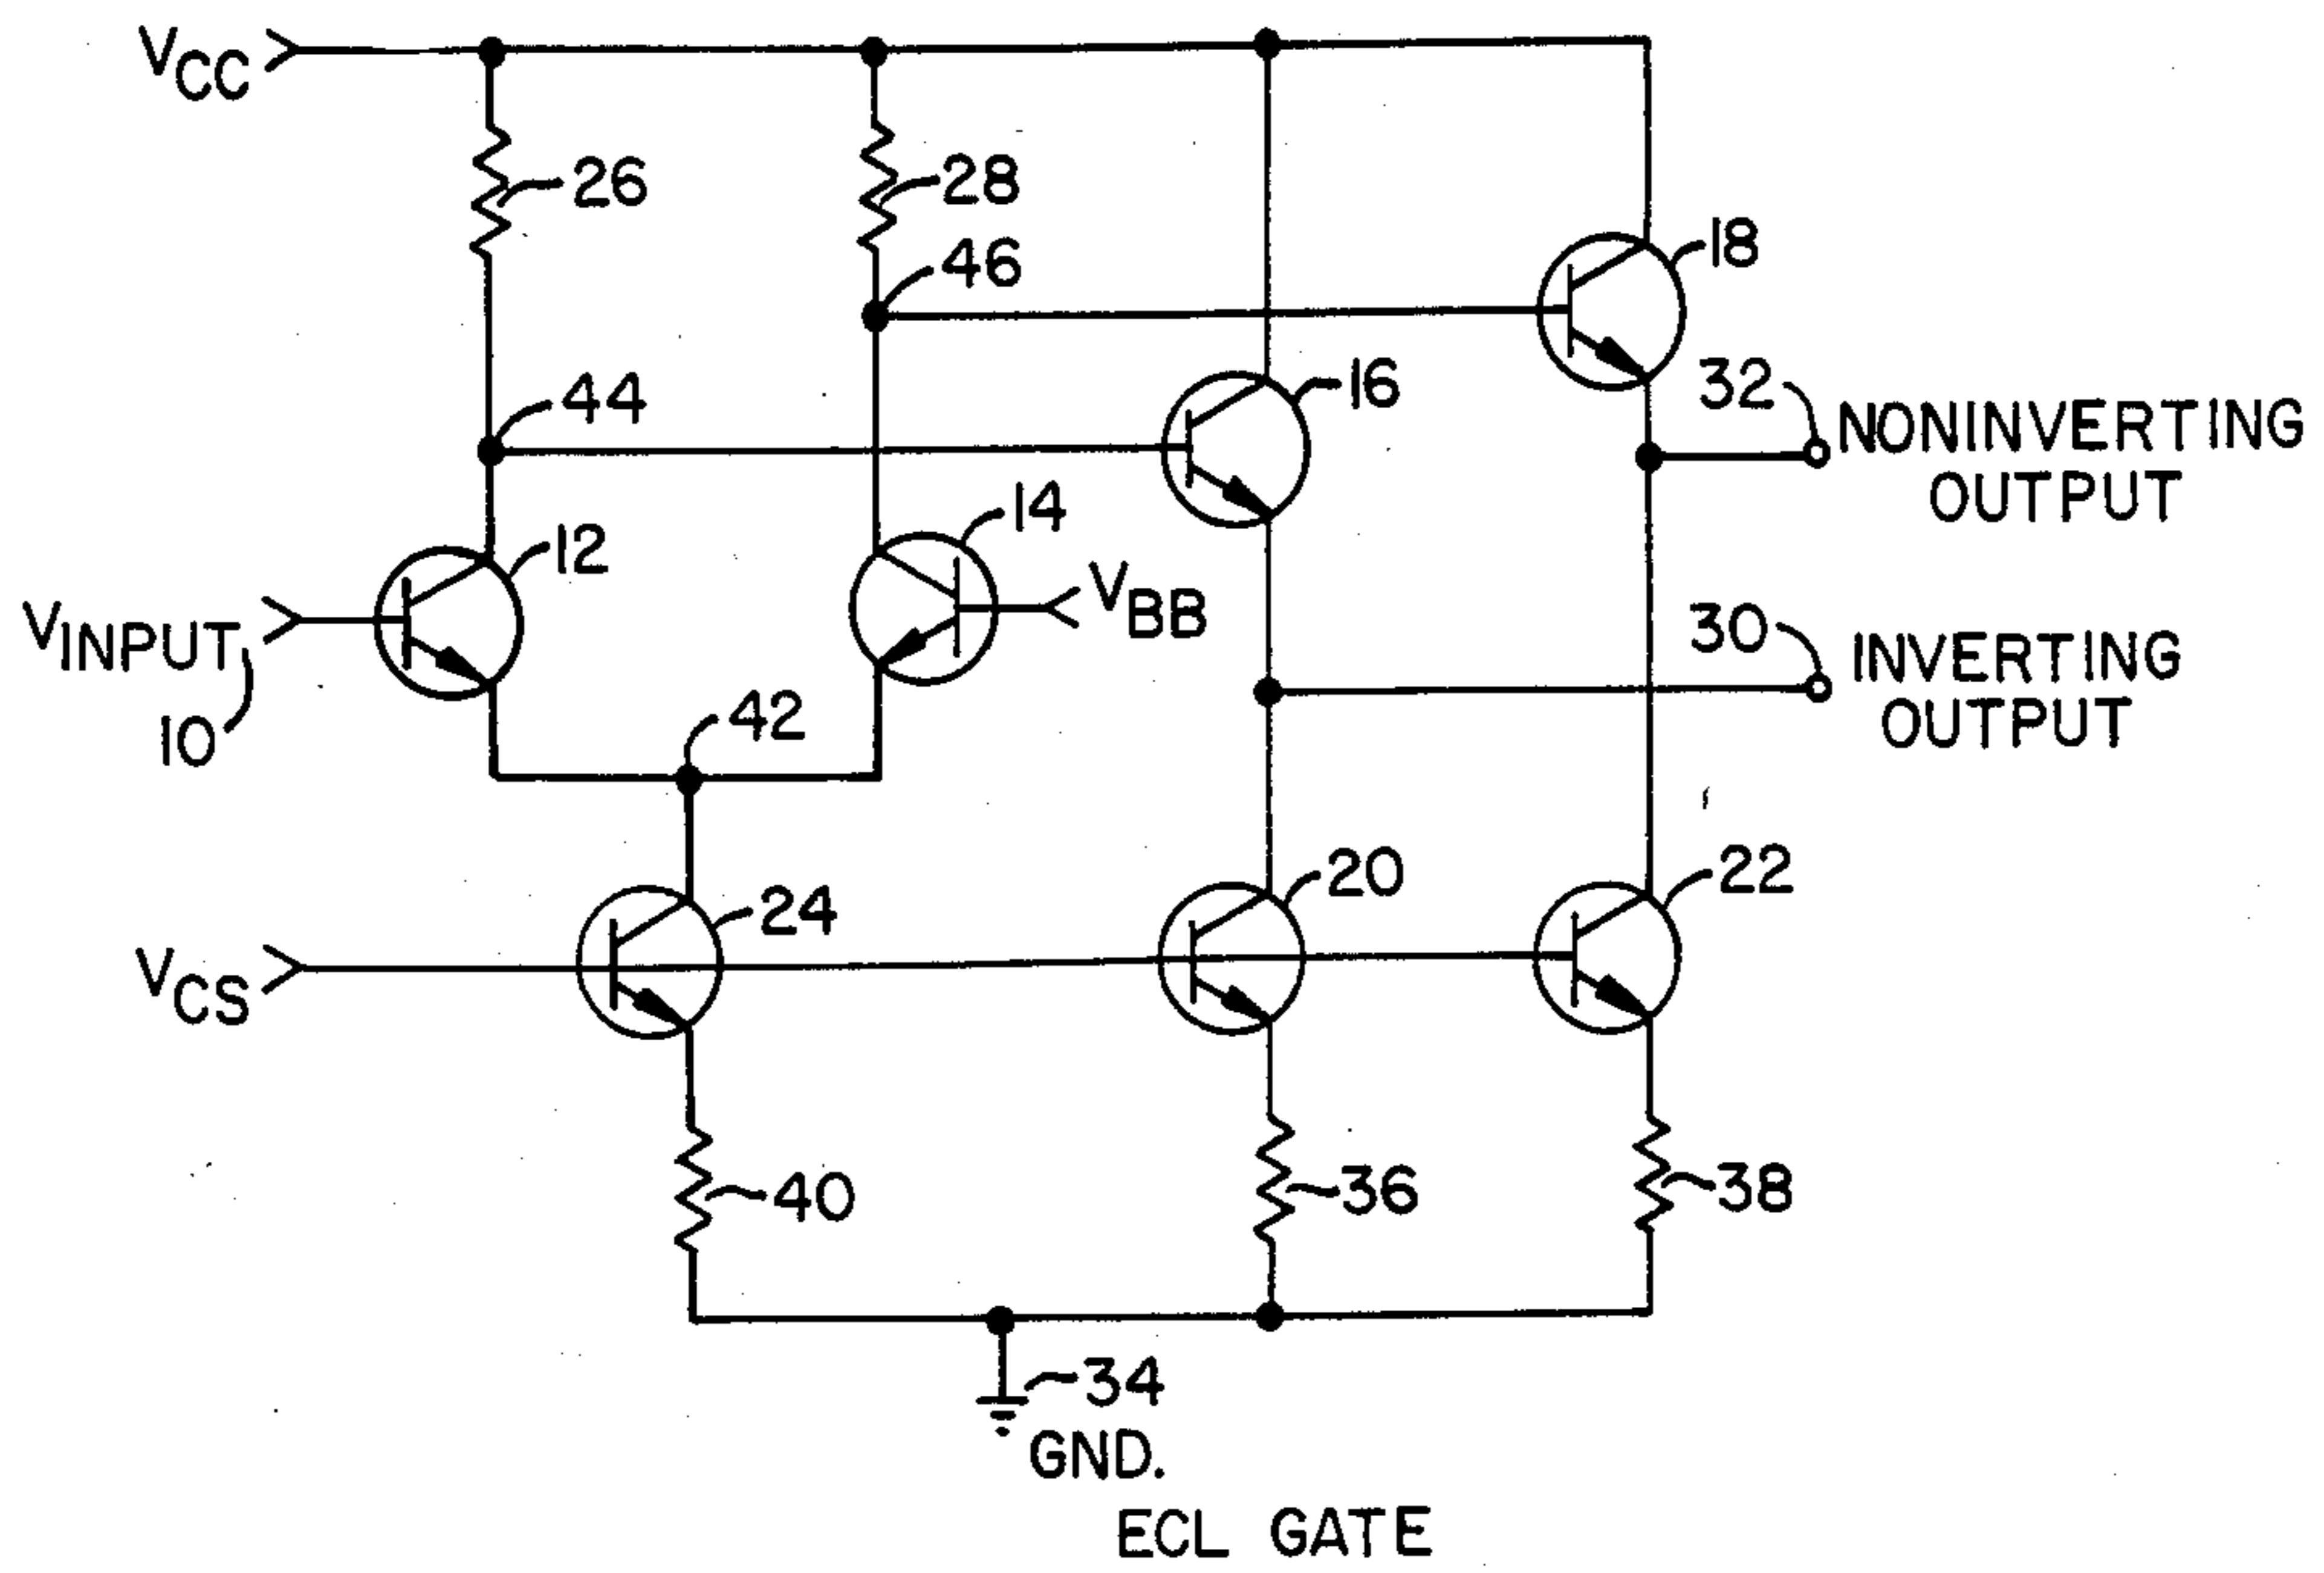 VCC
26
28
46
18
44
16
32
NONINVERTING
OUTPUT
12
14
VINPUT
VBB
30
INVERTING
OUTPUT
10
42
24
20
22
VCS
40
36
38
34
GND.
ECL GATE